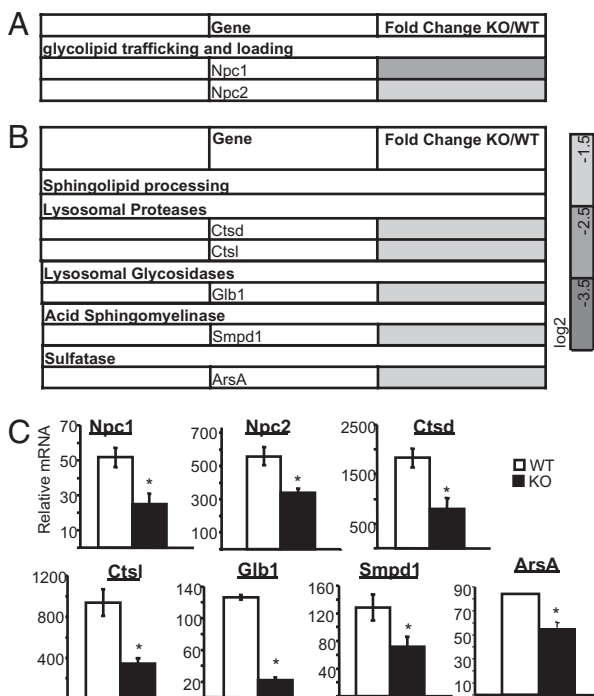 A
Gene Fold Change KO/WT
glycolipid trafficking and loading
Npc1
Npc2
B
Gene Fold Change KO/WT
Sphingolipid processing
Lysosomal Proteases
Ctsd
Ctsl
Lysosomal Glycosidases
Glb1
Acid Sphingomyelinase
Smpd1
Sulfatase
ArsA
-1.5
-2.5
-3.5
log2
C
Relative mRNA
Npc1
70
50
30
10
*
Npc2
700
500
300
100
*
Ctsd
2500
1500
500
*
WT
KO
Ctsl
1200
800
400
*
Glb1
140
100
60
20
*
Smpd1
160
120
80
40
*
ArsA
90
70
50
30
10
*